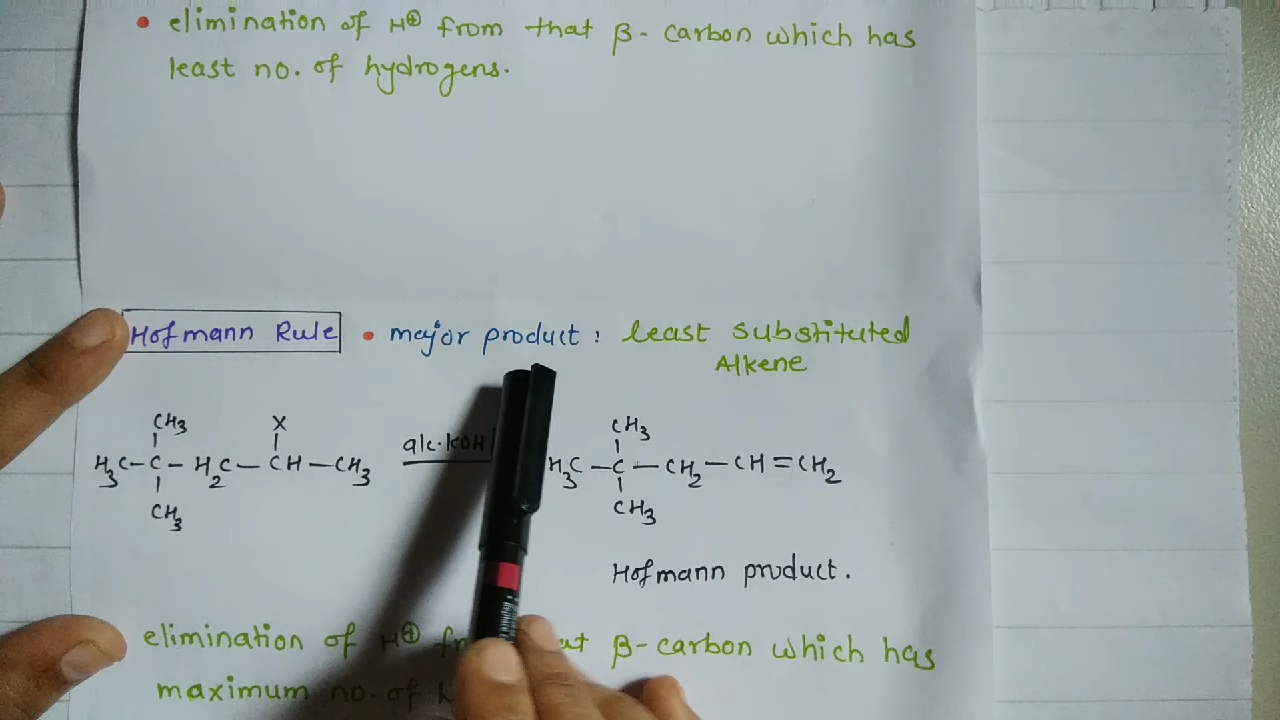 • elimination of H⊕ from that β- carbon which has
least no. of hydrogens.
Hofmann Rule • major product : least substituted
Alkene
CH3 X
H3C-C-H2C-CH-CH3 alc.KOH H3C-C-CH2-CH=CH2
CH3
CH3
CH3
Hofmann product.
elimination of H⊕ β-carbon which has
maximum no. of